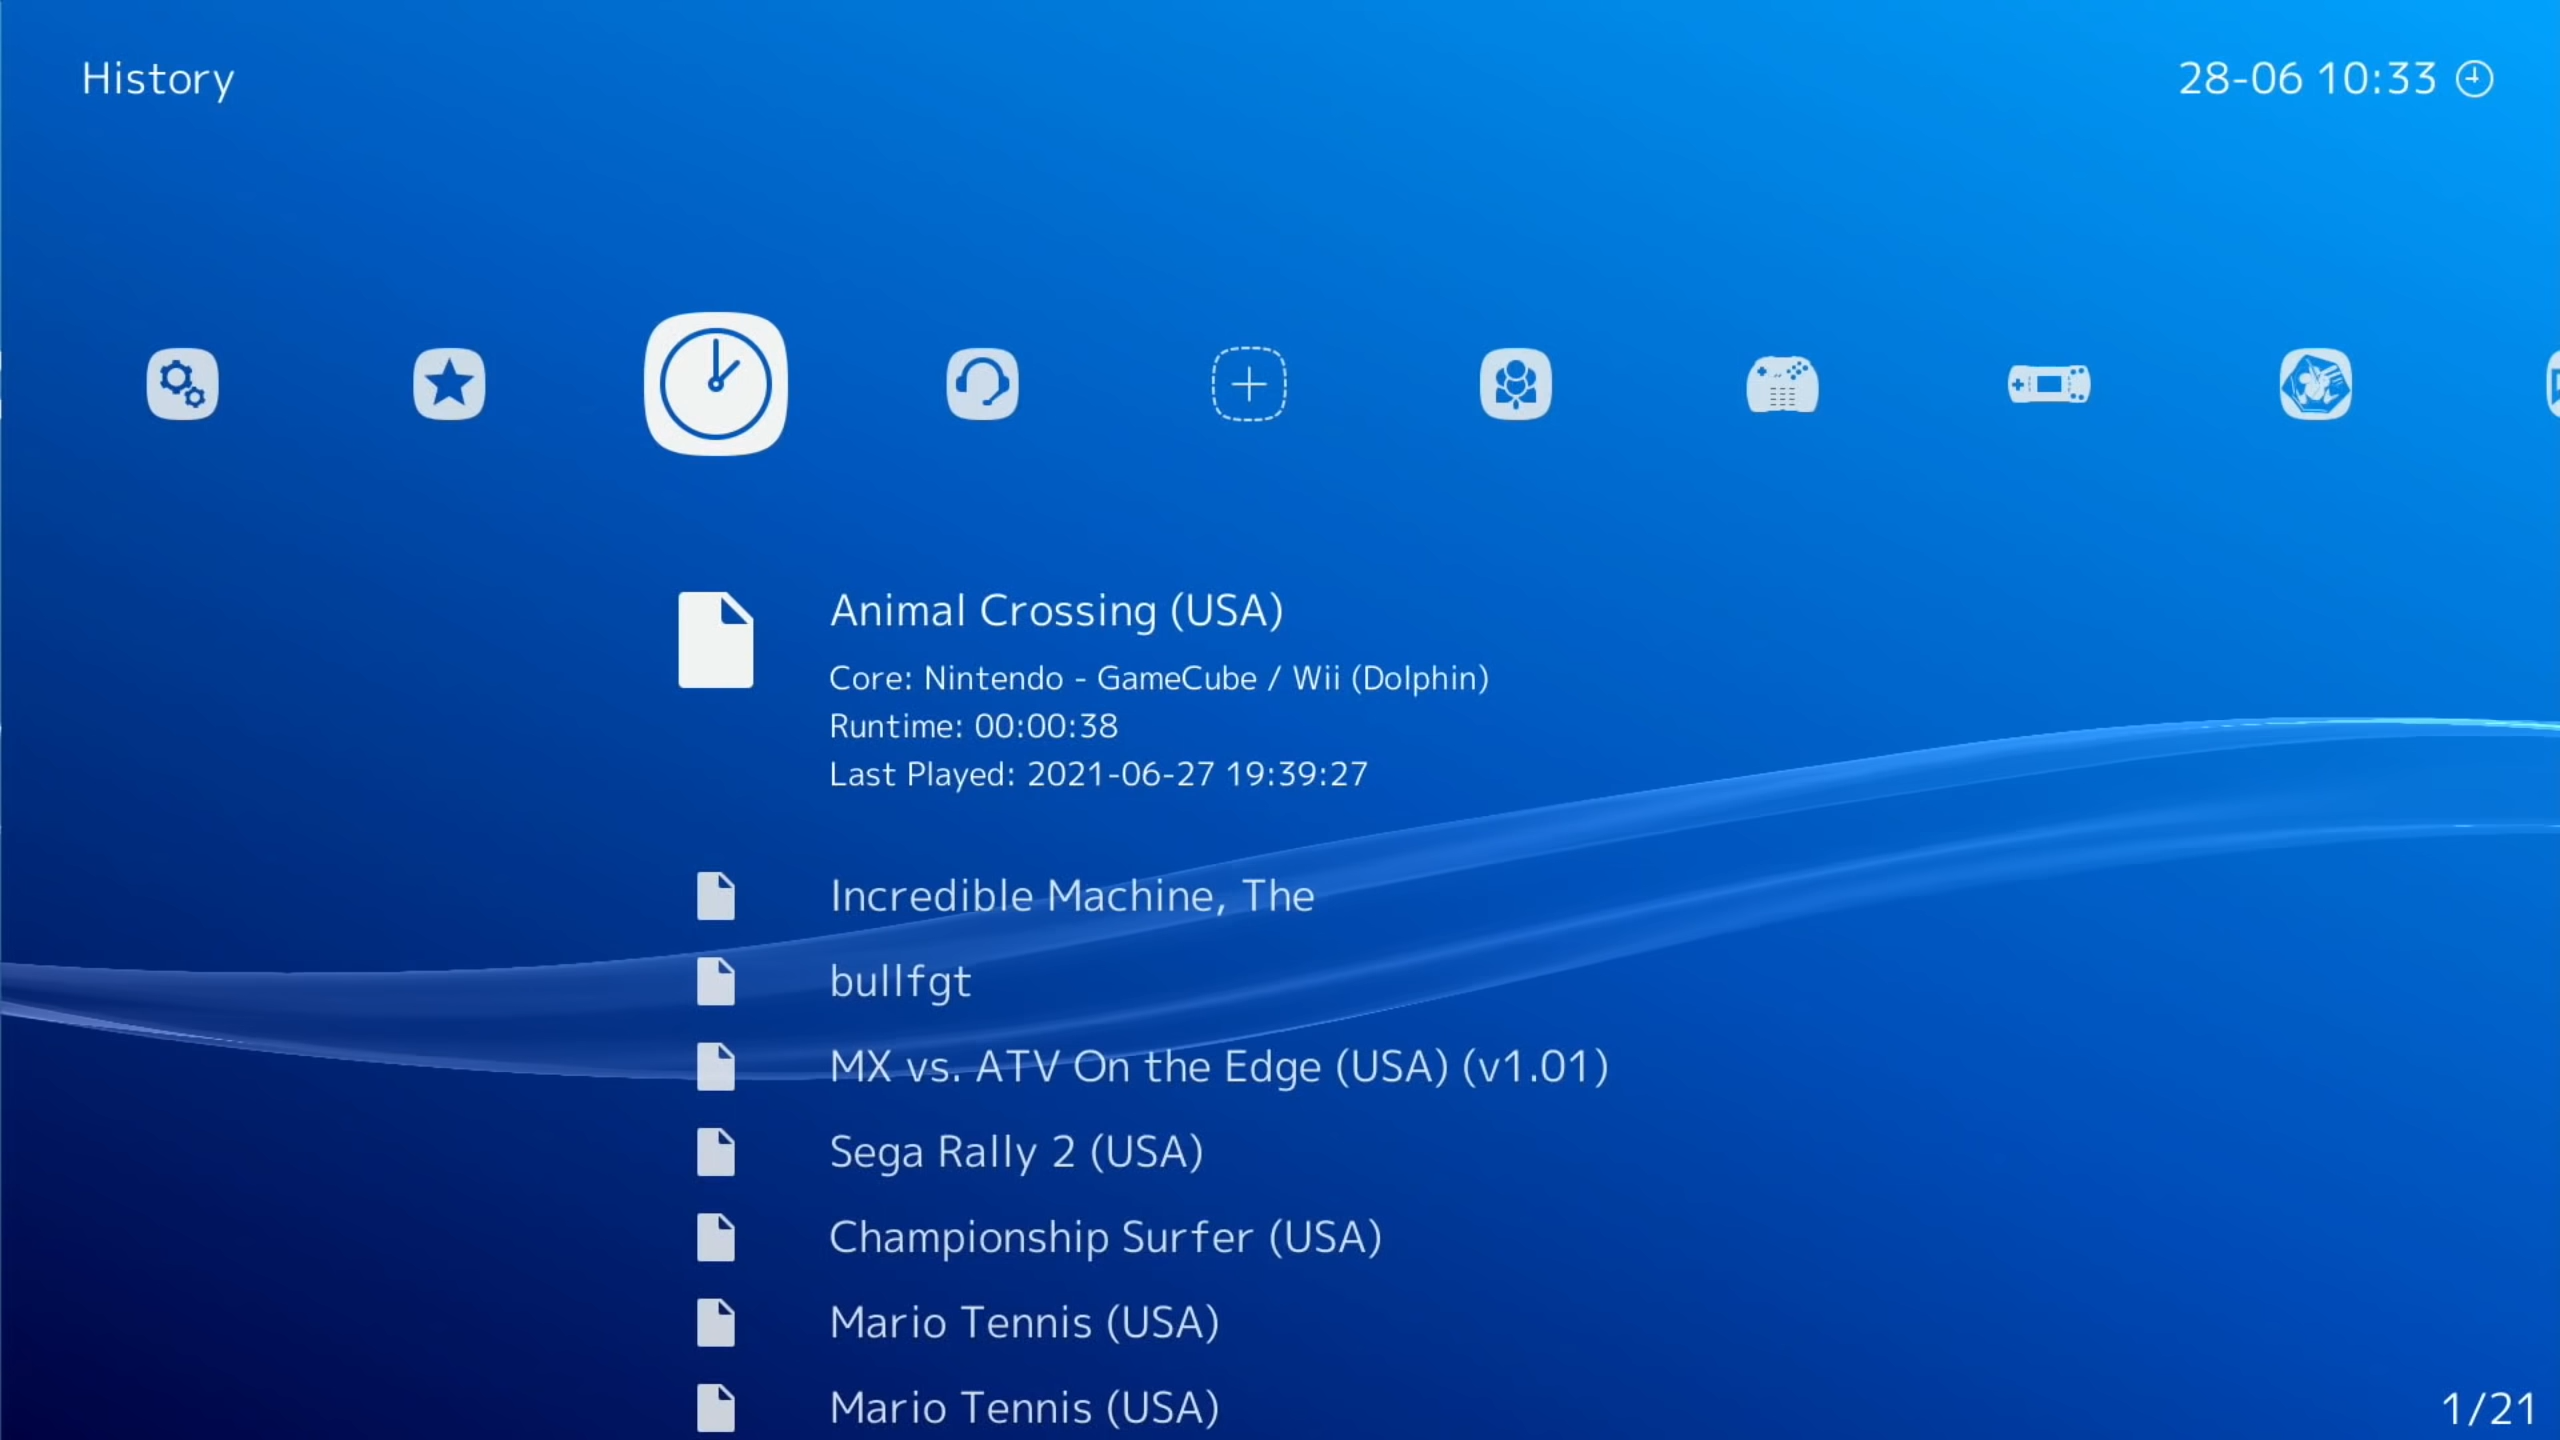 History
28-06 10:33
Animal Crossing (USA)
Core: Nintendo - GameCube / Wii (Dolphin)
Runtime: 00:00:38
Last Played: 2021-06-27 19:39:27
Incredible Machine, The
bullfgt
MX vs. ATV On the Edge (USA) (v1.01)
Sega Rally 2 (USA)
Championship Surfer (USA)
Mario Tennis (USA)
Mario Tennis (USA)
1/21